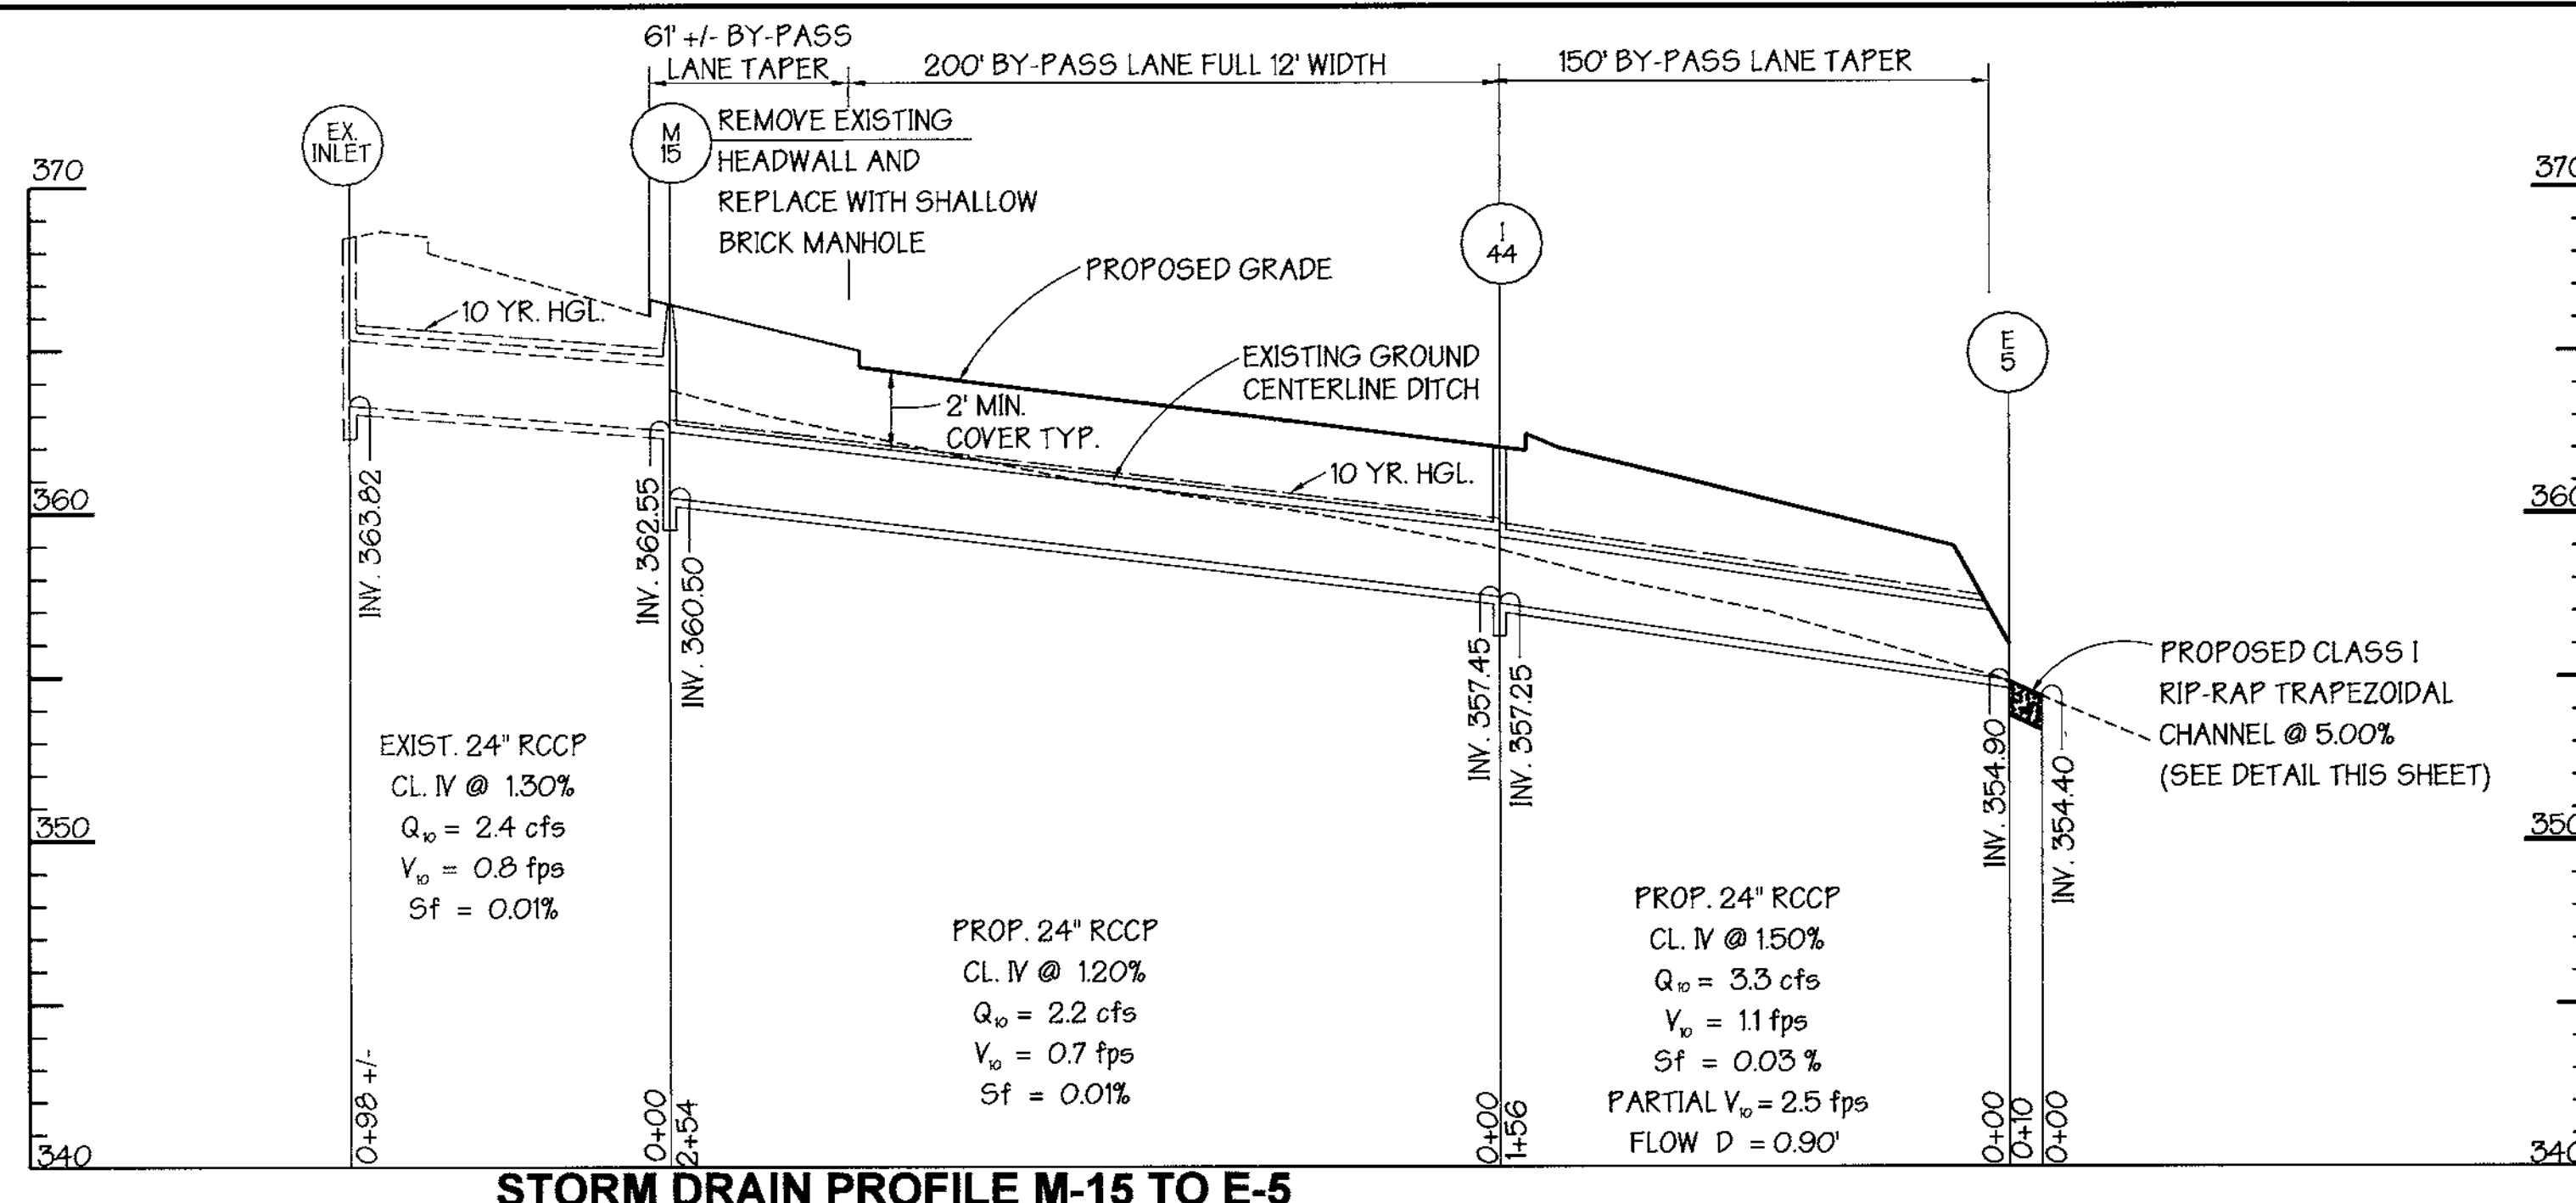 61' +/- BY-PASS
LANE TAPER
200' BY-PASS LANE FULL 12' WIDTH
150' BY-PASS LANE TAPER
EX.
INLET
M
15
REMOVE EXISTING
HEADWALL AND
REPLACE WITH SHALLOW
BRICK MANHOLE
I
44
E
5
370
370
10 YR. HGL.
PROPOSED GRADE
EXISTING GROUND
CENTERLINE DITCH
2' MIN.
COVER TYP.
10 YR. HGL.
360
360
INV. 363.82
INV. 362.55
INV. 360.50
INV. 357.45
INV. 357.25
INV. 354.90
INV. 354.40
PROPOSED CLASS I
RIP-RAP TRAPEZOIDAL
CHANNEL @ 5.00%
(SEE DETAIL THIS SHEET)
350
350
EXIST. 24" RCCP
CL. IV @ 1.30%
Q10 = 2.4 cfs
V10 = 0.8 fps
Sf = 0.01%
PROP. 24" RCCP
CL. IV @ 1.20%
Q10 = 2.2 cfs
V10 = 0.7 fps
Sf = 0.01%
PROP. 24" RCCP
CL. IV @ 1.50%
Q10 = 3.3 cfs
V10 = 1.1 fps
Sf = 0.03 %
PARTIAL V10 = 2.5 fps
FLOW D = 0.90'
340
340
0+98 +/-
0+00
2+54
0+00
1+56
0+00
0+10
0+00
STORM DRAIN PROFILE M-15 TO E-5